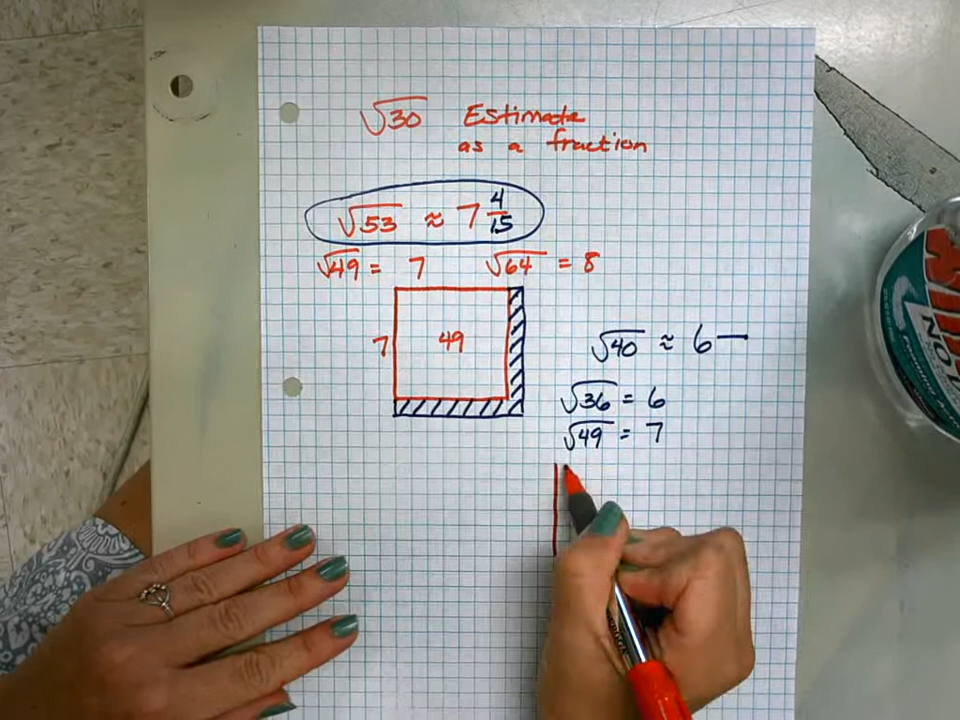 √30 Estimate
as a fraction
√53 ≈ 7 4/15
√49 = 7 √64 = 8
7 49
√40 ≈ 6 —
√36 = 6
√49 = 7